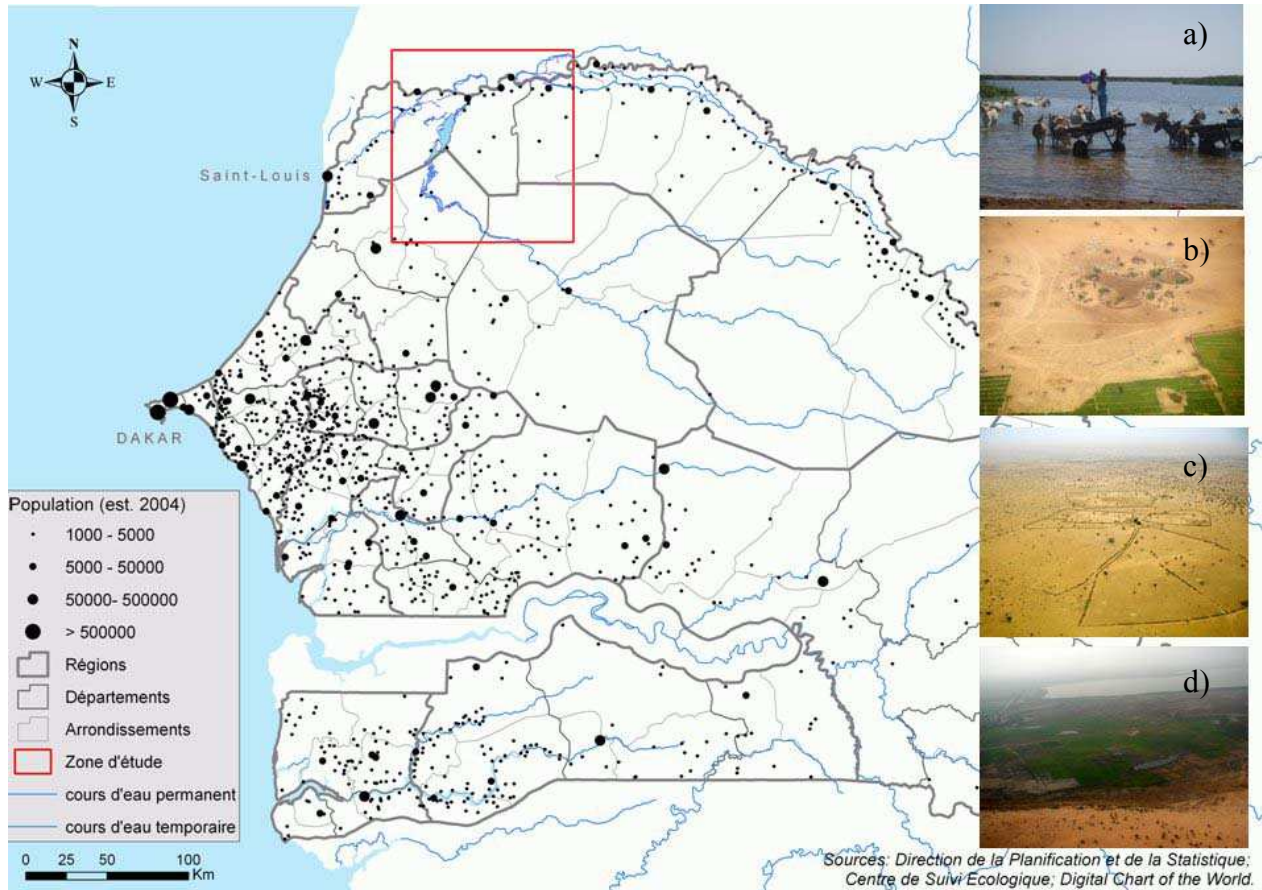 N
W E
S
Saint-Louis
DAKAR
Population (est. 2004)
1000 - 5000
5000 - 50000
50000- 500000
> 500000
Régions
Départements
Arrondissements
Zone d'étude
cours d'eau permanent
cours d'eau temporaire
0 25 50 100
Km
a)
b)
c)
d)
Sources: Direction de la Planification et de la Statistique;
Centre de Suivi Ecologique; Digital Chart of the World.